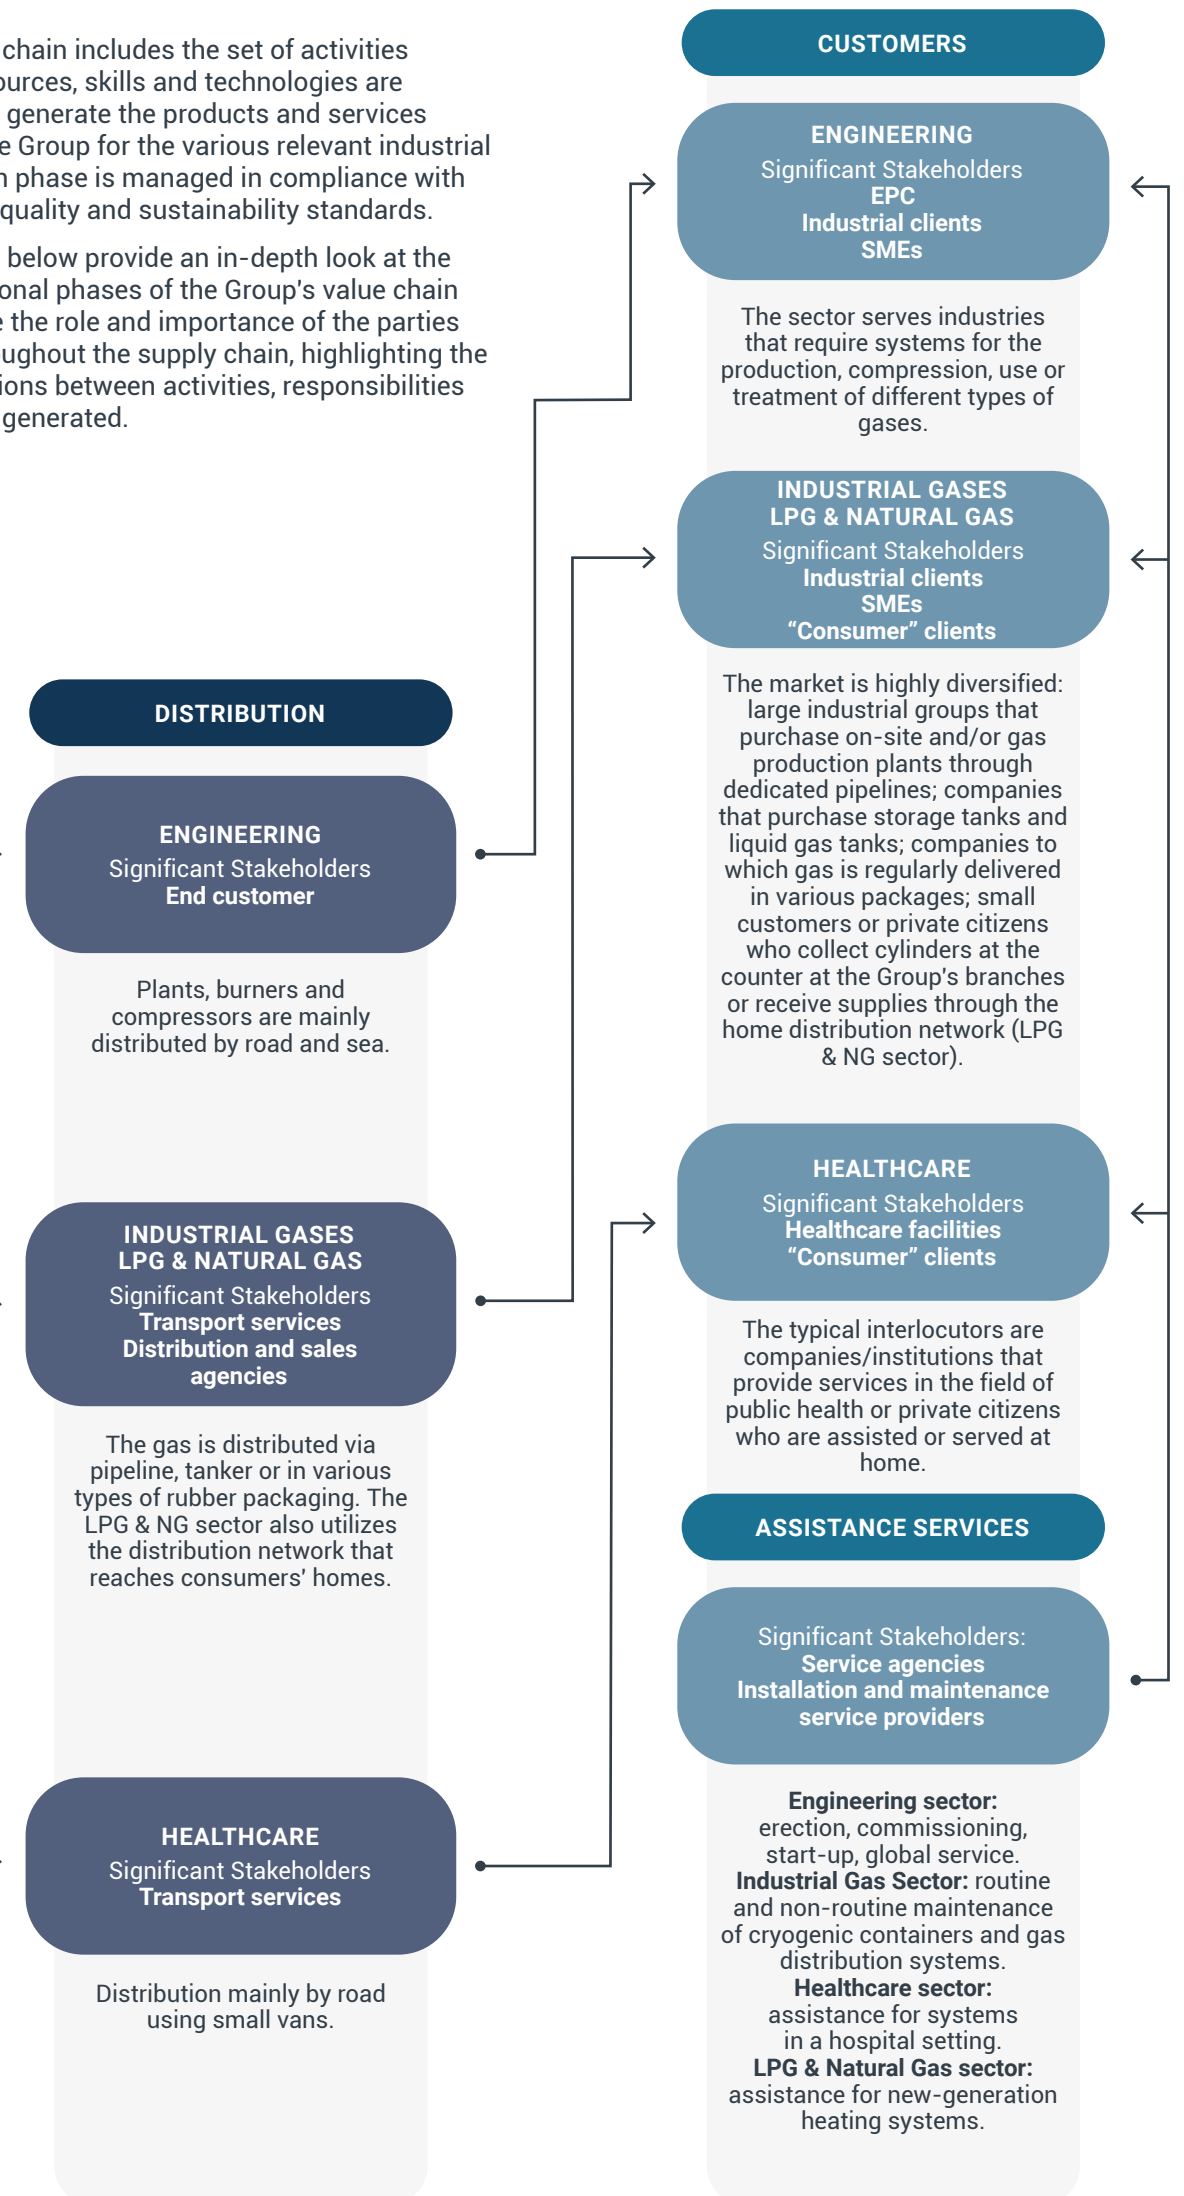 chain includes the set of activities
ources, skills and technologies are
generate the products and services
e Group for the various relevant industrial
n phase is managed in compliance with
quality and sustainability standards.
below provide an in-depth look at the
onal phases of the Group's value chain
e the role and importance of the parties
oughout the supply chain, highlighting the
ions between activities, responsibilities
generated.
DISTRIBUTION
ENGINEERING
Significant Stakeholders
End customer
Plants, burners and
compressors are mainly
distributed by road and sea.
INDUSTRIAL GASES
LPG & NATURAL GAS
Significant Stakeholders
Transport services
Distribution and sales
agencies
The gas is distributed via
pipeline, tanker or in various
types of rubber packaging. The
LPG & NG sector also utilizes
the distribution network that
reaches consumers' homes.
HEALTHCARE
Significant Stakeholders
Transport services
Distribution mainly by road
using small vans.
CUSTOMERS
ENGINEERING
Significant Stakeholders
EPC
Industrial clients
SMEs
The sector serves industries
that require systems for the
production, compression, use or
treatment of different types of
gases.
INDUSTRIAL GASES
LPG & NATURAL GAS
Significant Stakeholders
Industrial clients
SMEs
“Consumer” clients
The market is highly diversified:
large industrial groups that
purchase on-site and/or gas
production plants through
dedicated pipelines; companies
that purchase storage tanks and
liquid gas tanks; companies to
which gas is regularly delivered
in various packages; small
customers or private citizens
who collect cylinders at the
counter at the Group's branches
or receive supplies through the
home distribution network (LPG
& NG sector).
HEALTHCARE
Significant Stakeholders
Healthcare facilities
“Consumer” clients
The typical interlocutors are
companies/institutions that
provide services in the field of
public health or private citizens
who are assisted or served at
home.
ASSISTANCE SERVICES
Significant Stakeholders:
Service agencies
Installation and maintenance
service providers
Engineering sector:
erection, commissioning,
start-up, global service.
Industrial Gas Sector: routine
and non-routine maintenance
of cryogenic containers and gas
distribution systems.
Healthcare sector:
assistance for systems
in a hospital setting.
LPG & Natural Gas sector:
assistance for new-generation
heating systems.